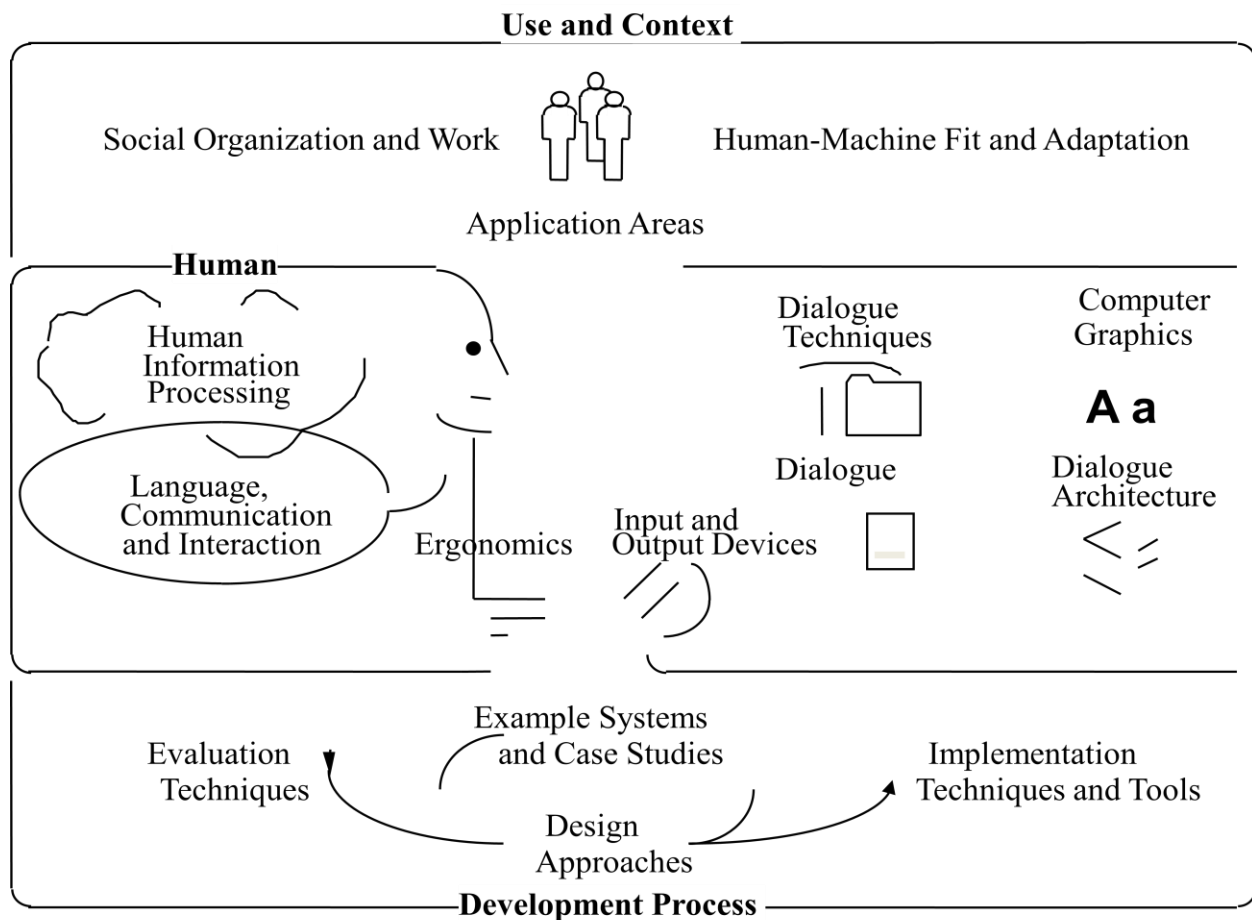 Use and Context
Social Organization and Work
Human-Machine Fit and Adaptation
Application Areas
Human
Human
Information
Processing
Dialogue
Techniques
Computer
Graphics
A a
Language,
Communication
and Interaction
Ergonomics
Input and
Output Devices
Dialogue
Dialogue
Architecture
Example Systems
and Case Studies
Evaluation
Techniques
Implementation
Techniques and Tools
Design
Approaches
Development Process